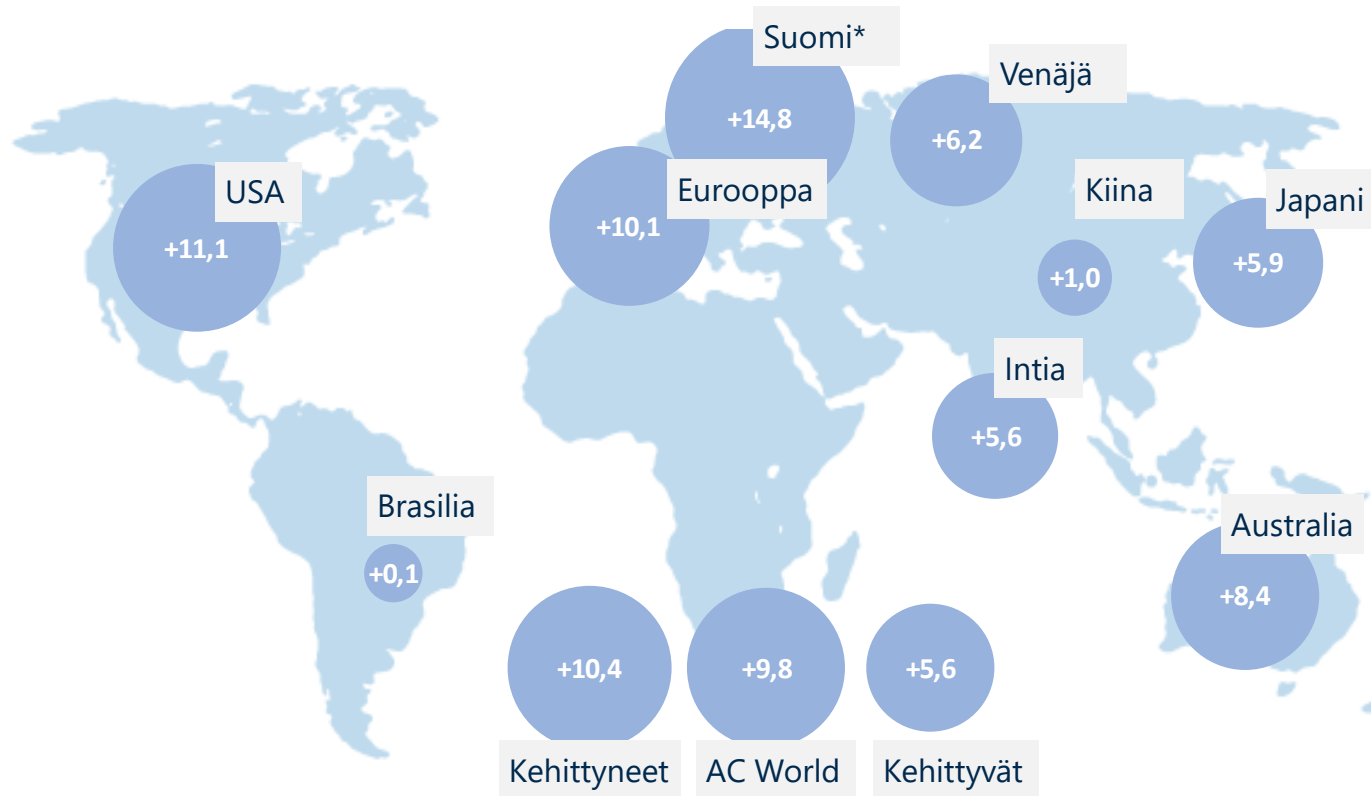 Suomi*
+14,8
Venäjä
+6,2
USA
+11,1
Eurooppa
+10,1
Kiina
+1,0
Japani
+5,9
Intia
+5,6
Brasilia
+0,1
Australia
+8,4
+10,4
Kehittyneet
+9,8
AC World
+5,6
Kehittyvät